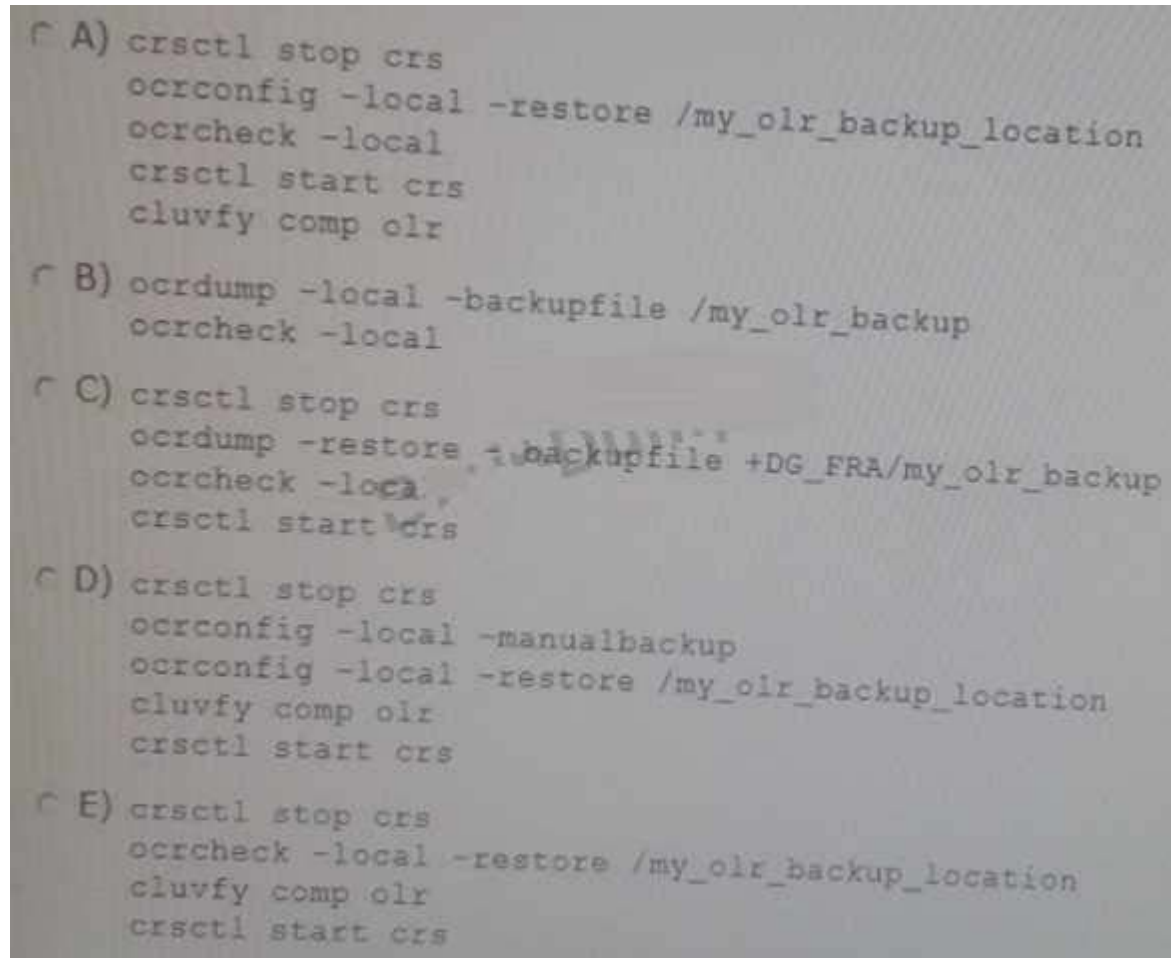 A) crsctl stop crs
ocrconfig -local -restore /my_olr_backup_location
ocrcheck -local
crsctl start crs
cluvfy comp olr
B) ocrdump -local -backupfile /my_olr_backup
ocrcheck -local
C) crsctl stop crs
ocrdump -restore - backupfile +DG_FRA/my_olr_backup
ocrcheck -loca
crsctl start crs
D) crsctl stop crs
ocrconfig -local -manualbackup
ocrconfig -local -restore /my_olr_backup_location
cluvfy comp olr
crsctl start crs
E) crsctl stop crs
ocrcheck -local -restore /my_olr_backup_location
cluvfy comp olr
crsctl start crs